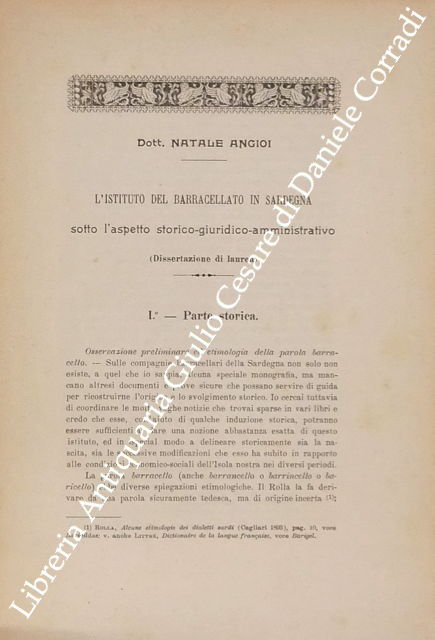 Dott. NATALE ANGIOI
L'ISTITUTO DEL BARRACELLATO IN SARDEGNA
sotto l'aspetto storico-giuridico-amministrativo
(Dissertazione di laurea)
I.° — Parte storica.
Osservazione preliminare ed etimologia della parola barra-
cello. — Sulle compagnie barracellari della Sardegna non solo non
esiste, a quel che io sappia, alcuna speciale monografia, ma man-
cano altresì documenti e prove sicure che possano servire di guida
per ricostruirne l'origine e lo svolgimento storico. Io cercai tuttavia
di coordinare le molteplici notizie che trovai sparse in vari libri e
credo che esse, aiutato di qualche induzione storica, potranno
essere sufficienti a dare una nozione abbastanza esatta di questo
istituto, ed in special modo a delineare storicamente sia la na-
scita, sia le successive modificazioni che esso ha subito in rapporto
alle condizioni economico-sociali dell'Isola nostra nei diversi periodi.
La parola barracello (anche barrancello o barrincello o ba-
ricello) ha diverse spiegazioni etimologiche. Il Rolla la fa deri-
vare da una parola sicuramente tedesca, ma di origine incerta (1);
(1) ROLLA, Alcune etimologie dei dialetti sardi (Cagliari 1893), pag. 10, voce
v. anche LITTRÉ, Dictionnaire de la langue française, voce Barigel.
Libreria Antiquaria Giulio Cesare di Daniele Corradi